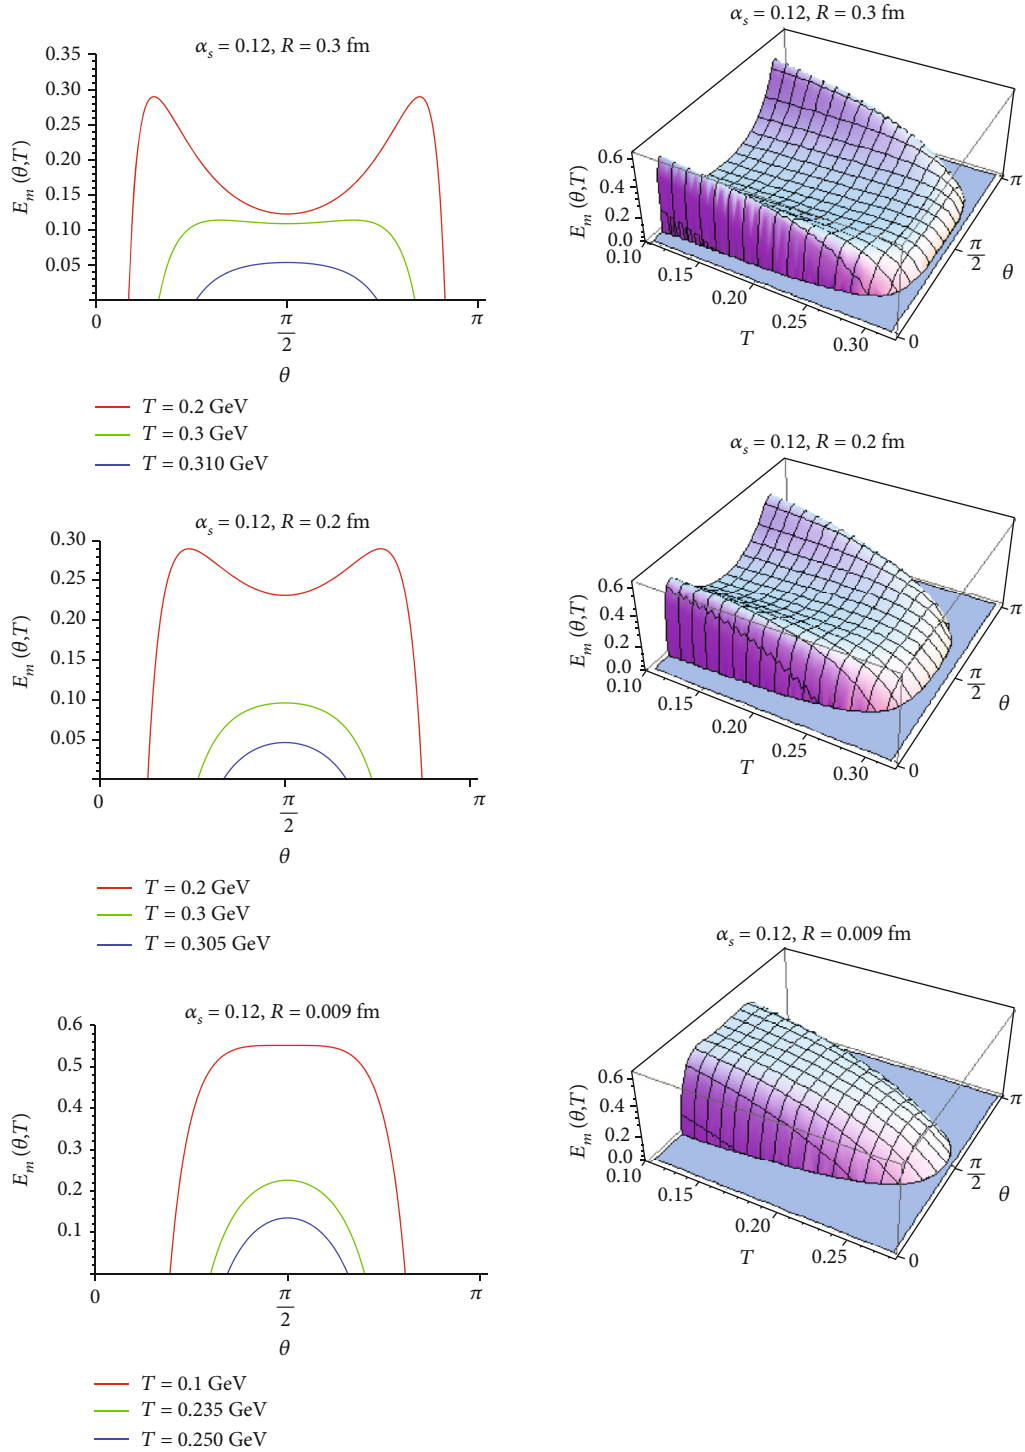 α_s = 0.12, R = 0.3 fm
E_m (θ,T)
0.35
0.30
0.25
0.20
0.15
0.10
0.05
0
π/2
π
θ
T = 0.2 GeV
T = 0.3 GeV
T = 0.310 GeV
α_s = 0.12, R = 0.3 fm
E_m (θ,T)
0.6
0.4
0.2
0.0
0.10
0.15
0.20
0.25
0.30
T
0
π/2
π
θ
α_s = 0.12, R = 0.2 fm
E_m (θ,T)
0.30
0.25
0.20
0.15
0.10
0.05
0
π/2
π
θ
T = 0.2 GeV
T = 0.3 GeV
T = 0.305 GeV
α_s = 0.12, R = 0.2 fm
E_m (θ,T)
0.6
0.4
0.2
0.0
0.10
0.15
0.20
0.25
0.30
T
0
π/2
π
θ
α_s = 0.12, R = 0.009 fm
E_m (θ,T)
0.6
0.5
0.4
0.3
0.2
0.1
0
π/2
π
θ
T = 0.1 GeV
T = 0.235 GeV
T = 0.250 GeV
α_s = 0.12, R = 0.009 fm
E_m (θ,T)
0.6
0.4
0.2
0.0
0.10
0.15
0.20
0.25
T
0
π/2
π
θ